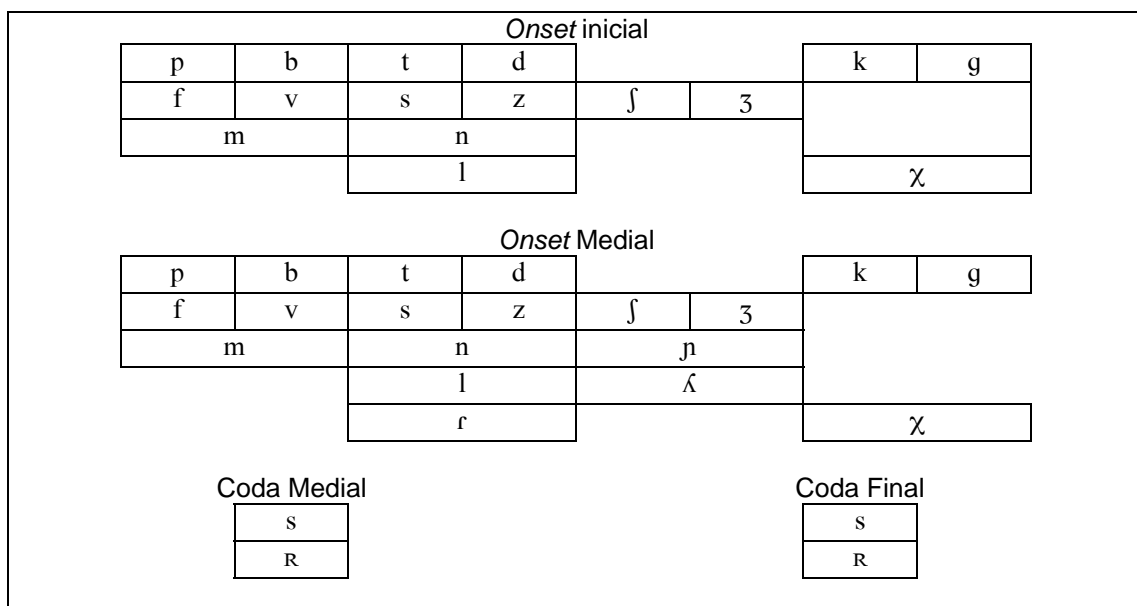 Onset inicial
p b t d k g
f v s z ʃ ʒ
m n
l χ
Onset Medial
p b t d k g
f v s z ʃ ʒ
m n ɲ
l ʎ
ɾ χ
Coda Medial Coda Final
s s
ʀ ʀ